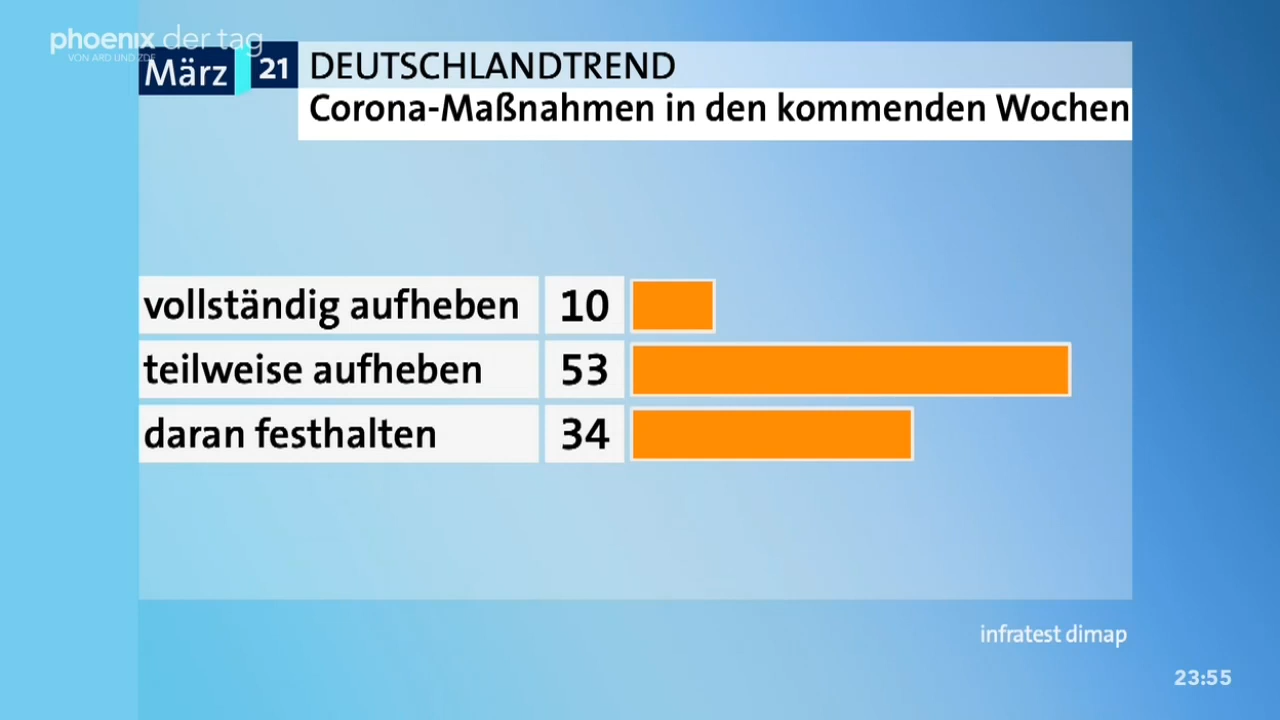 phoenix der tag
VON ARD UND ZDF
März 21
DEUTSCHLANDTREND
Corona-Maßnahmen in den kommenden Wochen
vollständig aufheben 10
teilweise aufheben 53
daran festhalten 34
infratest dimap
23:55